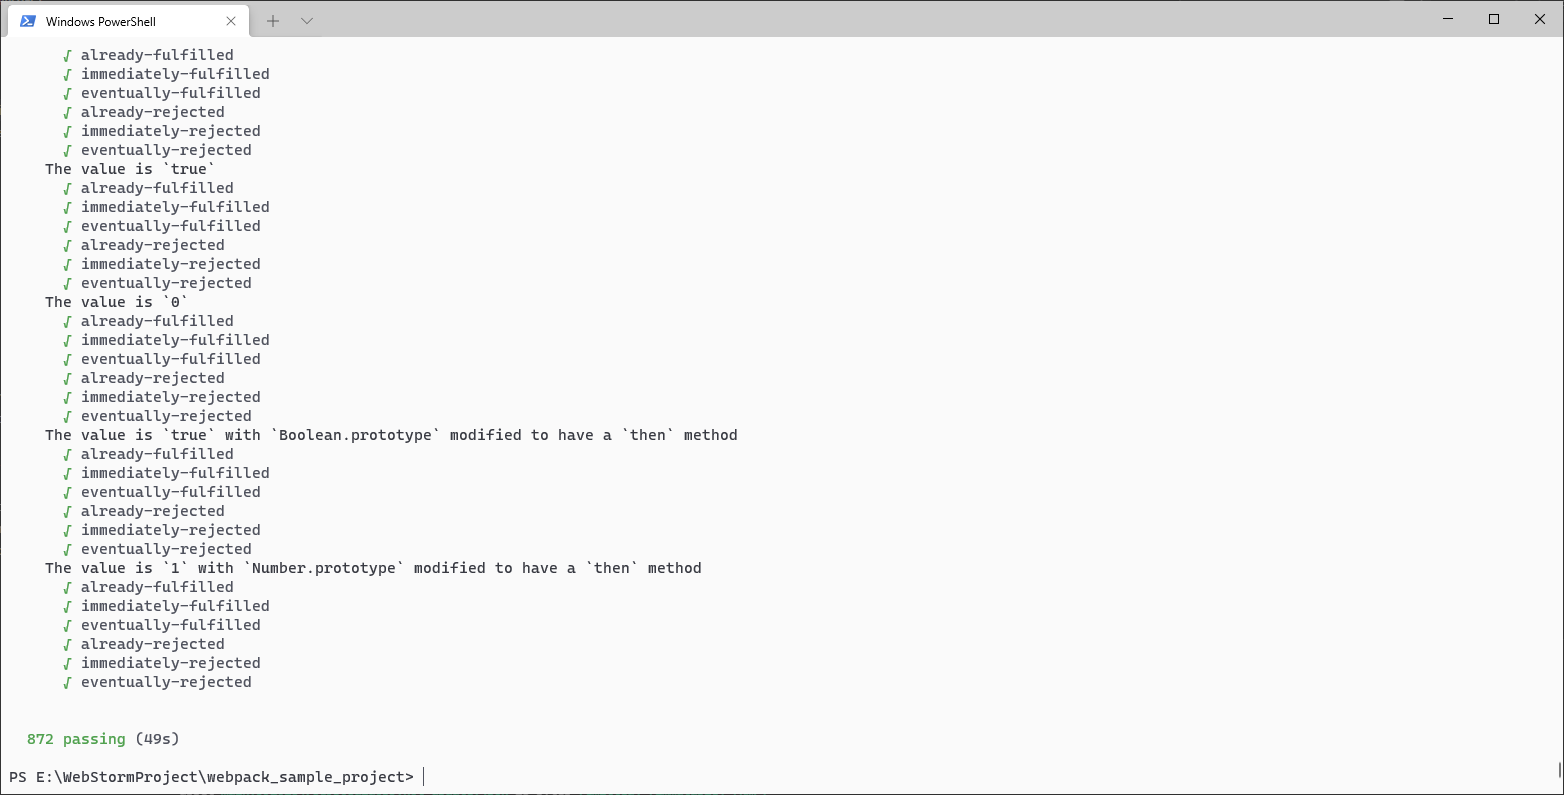 Windows PowerShell
√ already-fulfilled
√ immediately-fulfilled
√ eventually-fulfilled
√ already-rejected
√ immediately-rejected
√ eventually-rejected
The value is `true`
√ already-fulfilled
√ immediately-fulfilled
√ eventually-fulfilled
√ already-rejected
√ immediately-rejected
√ eventually-rejected
The value is `0`
√ already-fulfilled
√ immediately-fulfilled
√ eventually-fulfilled
√ already-rejected
√ immediately-rejected
√ eventually-rejected
The value is `true` with `Boolean.prototype` modified to have a `then` method
√ already-fulfilled
√ immediately-fulfilled
√ eventually-fulfilled
√ already-rejected
√ immediately-rejected
√ eventually-rejected
The value is `1` with `Number.prototype` modified to have a `then` method
√ already-fulfilled
√ immediately-fulfilled
√ eventually-fulfilled
√ already-rejected
√ immediately-rejected
√ eventually-rejected
872 passing (49s)
PS E:\WebStormProject\webpack_sample_project>